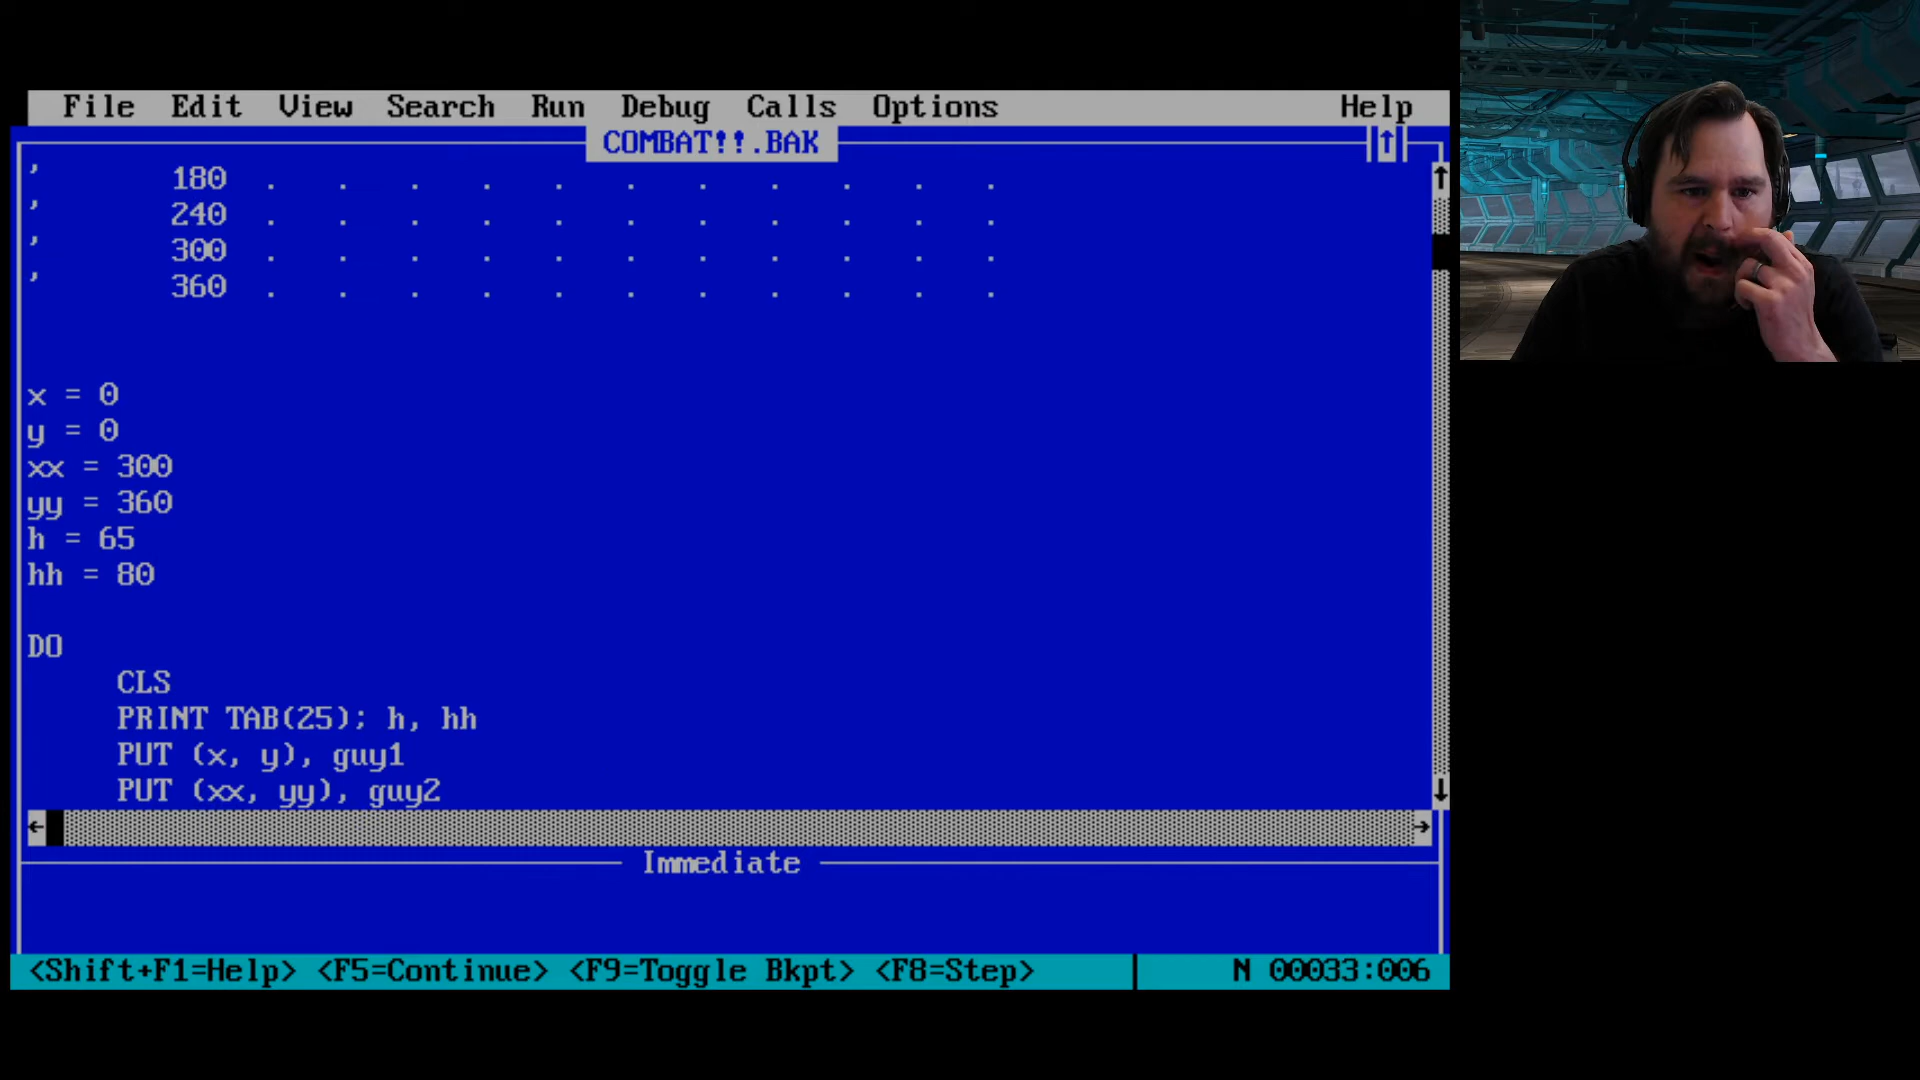 File Edit View Search Run Debug Calls Options Help
COMBAT!!.BAK
' 180 . . . . . . . . . . .
' 240 . . . . . . . . . . .
' 300 . . . . . . . . . . .
' 360 . . . . . . . . . . .
x = 0
y = 0
xx = 300
yy = 360
h = 65
hh = 80
DO
CLS
PRINT TAB(25); h, hh
PUT (x, y), guy1
PUT (xx, yy), guy2
Immediate
<Shift+F1=Help> <F5=Continue> <F9=Toggle Bkpt> <F8=Step> N 00033:006